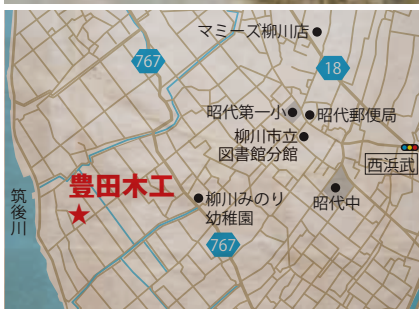 マミーズ柳川店
767
18
昭代第一小
昭代郵便局
柳川市立
図書館分館
西浜武
豊田木工
筑後川
柳川みのり
幼稚園
昭代中
767